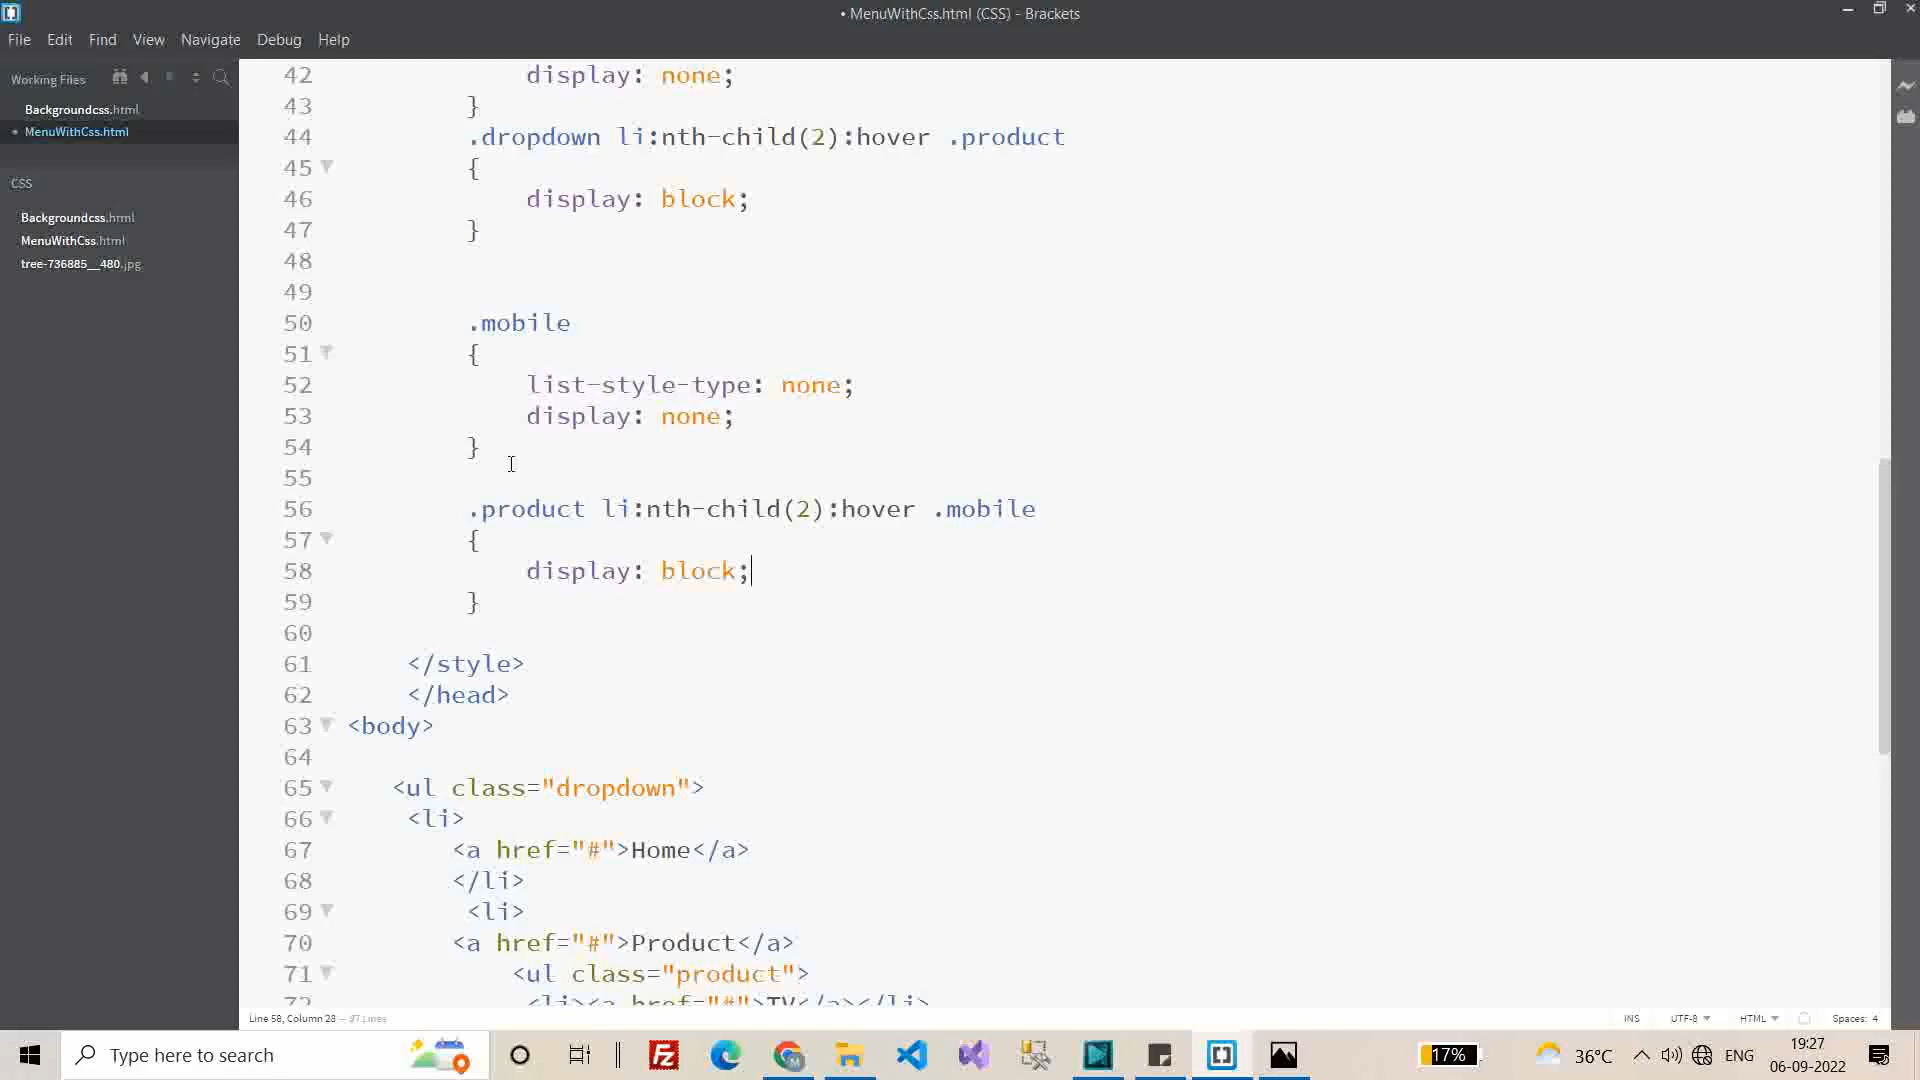 • MenuWithCss.html (CSS) - Brackets
File Edit Find View Navigate Debug Help
Working Files
Backgroundcss.html
• MenuWithCss.html
CSS
Backgroundcss.html
MenuWithCss.html
tree-736885__480.jpg
42 display: none;
43 }
44 .dropdown li:nth-child(2):hover .product
45 {
46 display: block;
47 }
48
49
50 .mobile
51 {
52 list-style-type: none;
53 display: none;
54 }
55
56 .product li:nth-child(2):hover .mobile
57 {
58 display: block;
59 }
60
61 </style>
62 </head>
63 <body>
64
65 <ul class="dropdown">
66 <li>
67 <a href="#">Home</a>
68 </li>
69 <li>
70 <a href="#">Product</a>
71 <ul class="product">
72 <li><a href="#">TV</a></li>
Line 58, Column 28 —
INS UTF-8 HTML Spaces: 4
Type here to search
17% 36°C ENG
19:27
06-09-2022